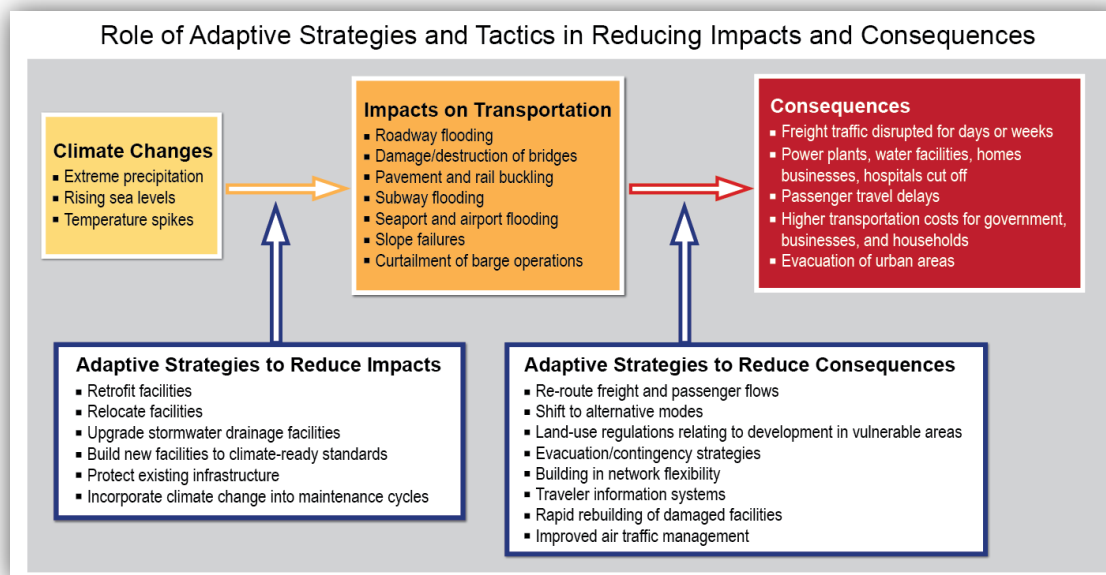 Role of Adaptive Strategies and Tactics in Reducing Impacts and Consequences
Climate Changes
▪ Extreme precipitation
▪ Rising sea levels
▪ Temperature spikes
Impacts on Transportation
▪ Roadway flooding
▪ Damage/destruction of bridges
▪ Pavement and rail buckling
▪ Subway flooding
▪ Seaport and airport flooding
▪ Slope failures
▪ Curtailment of barge operations
Consequences
▪ Freight traffic disrupted for days or weeks
▪ Power plants, water facilities, homes
businesses, hospitals cut off
▪ Passenger travel delays
▪ Higher transportation costs for government,
businesses, and households
▪ Evacuation of urban areas
Adaptive Strategies to Reduce Impacts
▪ Retrofit facilities
▪ Relocate facilities
▪ Upgrade stormwater drainage facilities
▪ Build new facilities to climate-ready standards
▪ Protect existing infrastructure
▪ Incorporate climate change into maintenance cycles
Adaptive Strategies to Reduce Consequences
▪ Re-route freight and passenger flows
▪ Shift to alternative modes
▪ Land-use regulations relating to development in vulnerable areas
▪ Evacuation/contingency strategies
▪ Building in network flexibility
▪ Traveler information systems
▪ Rapid rebuilding of damaged facilities
▪ Improved air traffic management